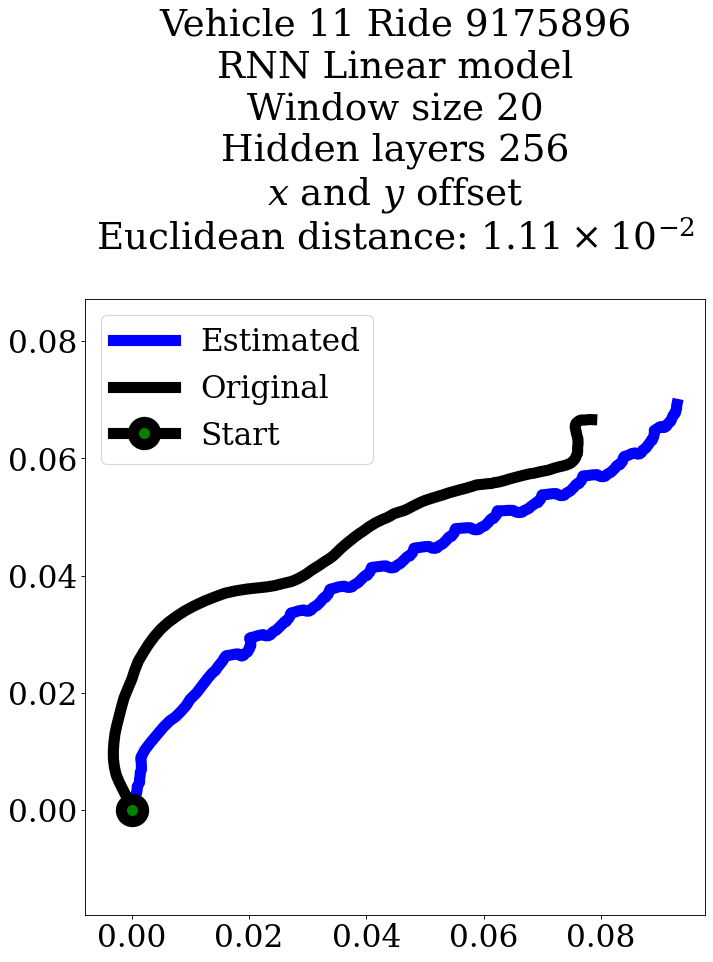 Vehicle 11 Ride 9175896
RNN Linear model
Window size 20
Hidden layers 256
x and y offset
Euclidean distance: 1.11 × 10⁻²
Estimated
Original
Start
0.08
0.06
0.04
0.02
0.00
0.00 0.02 0.04 0.06 0.08